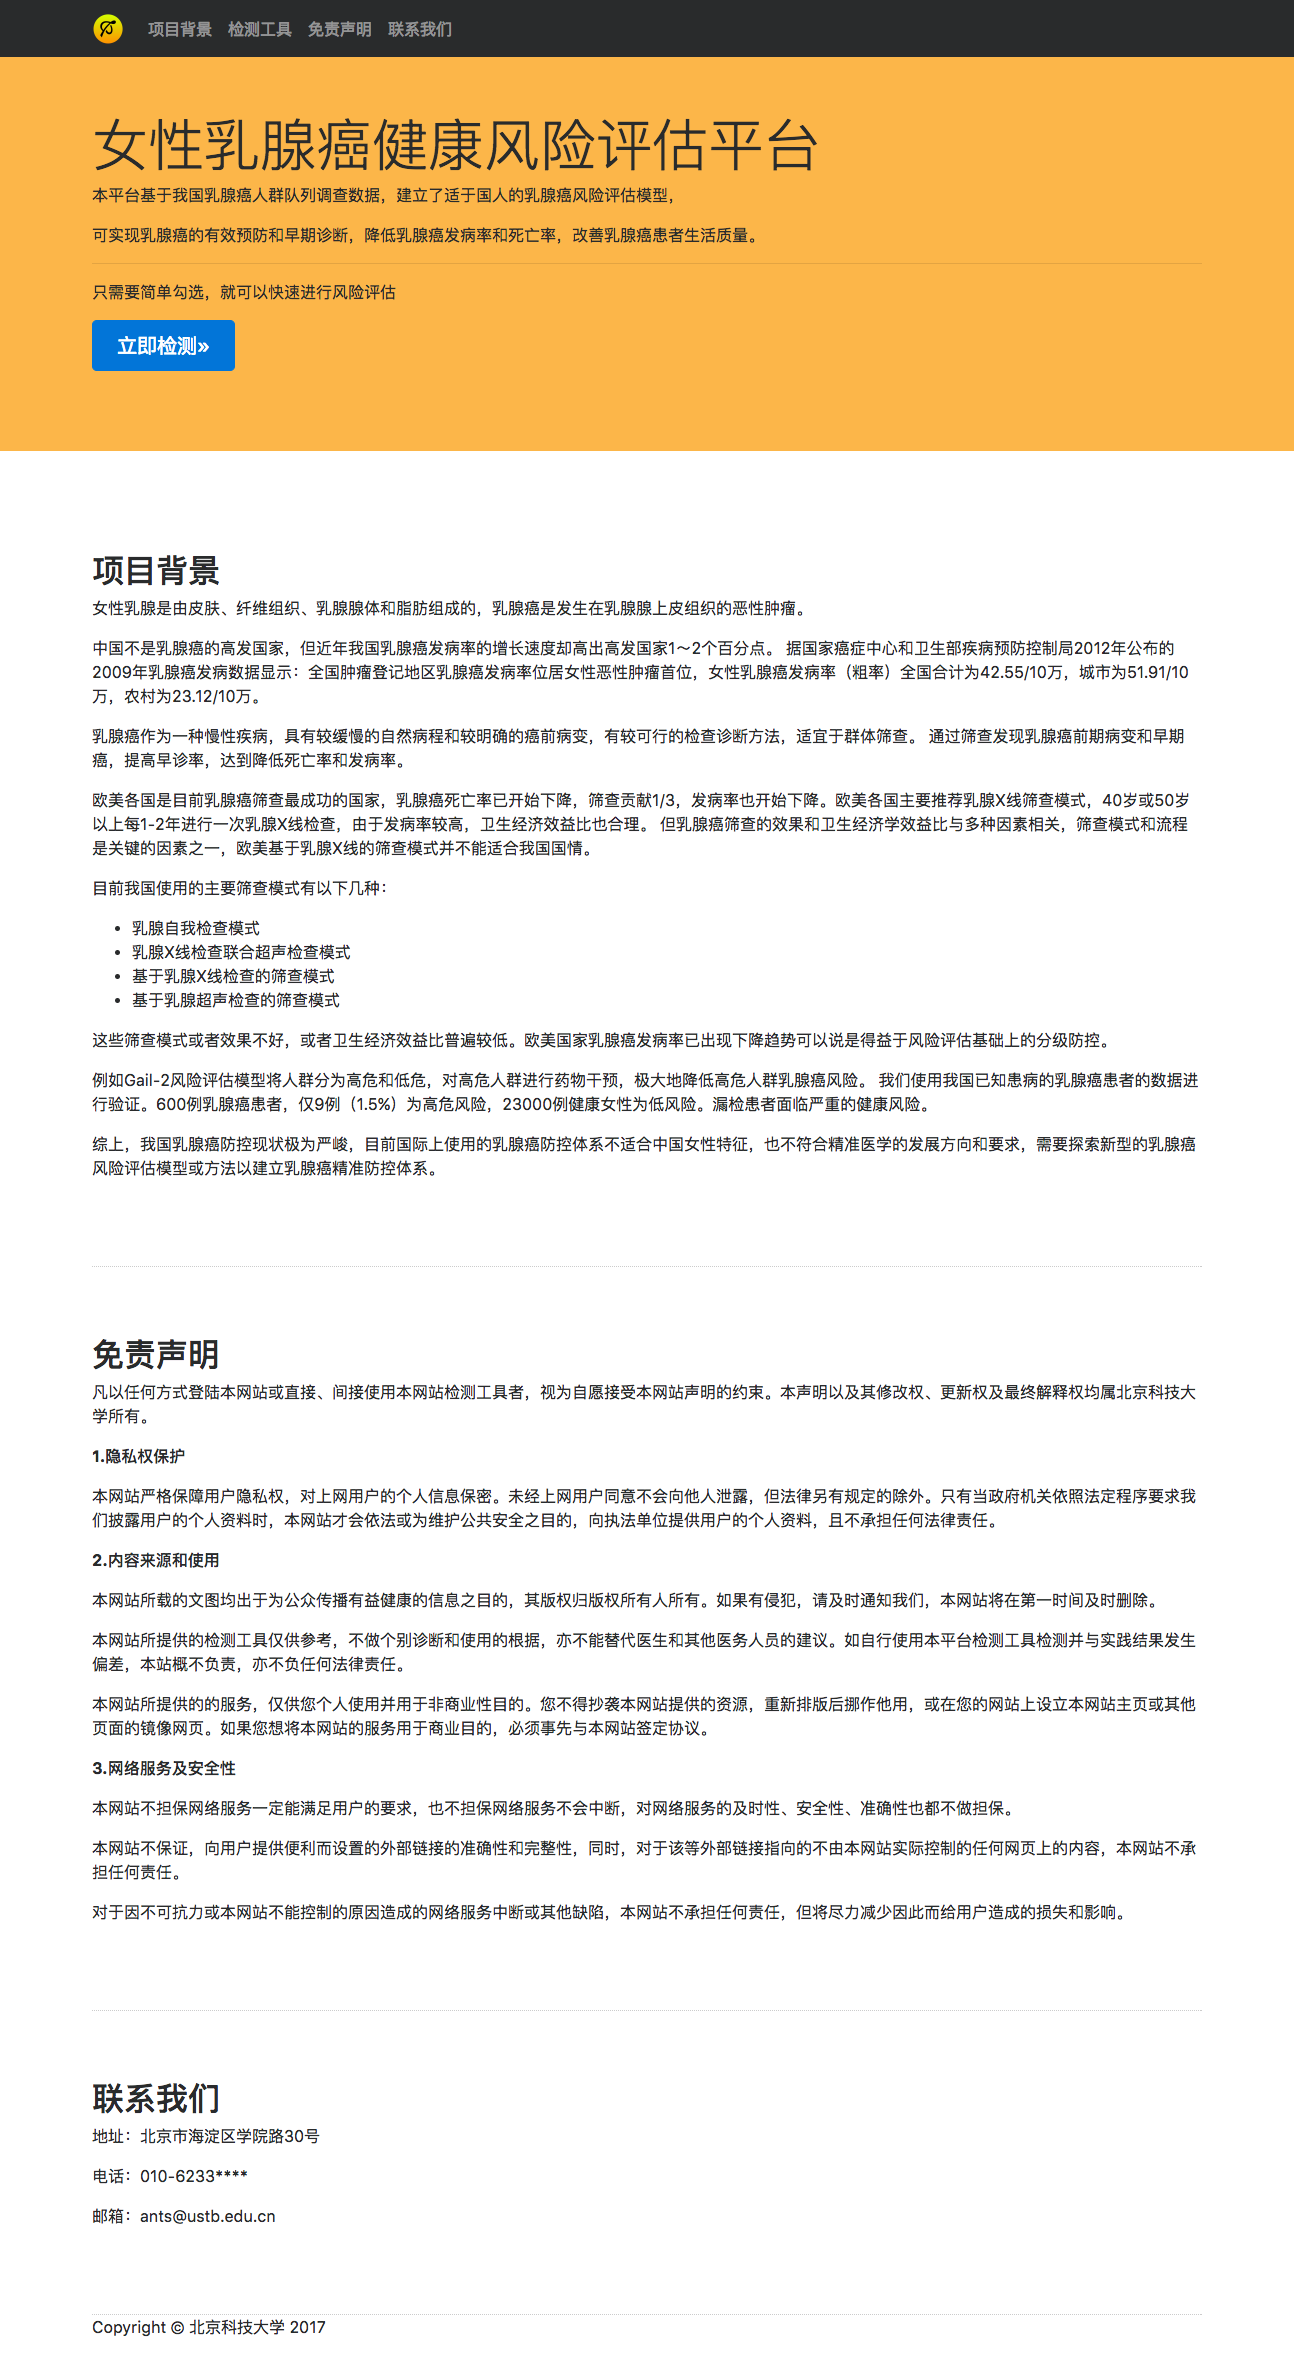 项目背景 检测工具 免责声明 联系我们
女性乳腺癌健康风险评估平台
本平台基于我国乳腺癌人群队列调查数据，建立了适于国人的乳腺癌风险评估模型，
可实现乳腺癌的有效预防和早期诊断，降低乳腺癌发病率和死亡率，改善乳腺癌患者生活质量。
只需要简单勾选，就可以快速进行风险评估
立即检测»
项目背景
女性乳腺是由皮肤、纤维组织、乳腺腺体和脂肪组成的，乳腺癌是发生在乳腺腺上皮组织的恶性肿瘤。
中国不是乳腺癌的高发国家，但近年我国乳腺癌发病率的增长速度却高出高发国家1～2个百分点。 据国家癌症中心和卫生部疾病预防控制局2012年公布的
2009年乳腺癌发病数据显示：全国肿瘤登记地区乳腺癌发病率位居女性恶性肿瘤首位，女性乳腺癌发病率（粗率）全国合计为42.55/10万，城市为51.91/10
万，农村为23.12/10万。
乳腺癌作为一种慢性疾病，具有较缓慢的自然病程和较明确的癌前病变，有较可行的检查诊断方法，适宜于群体筛查。 通过筛查发现乳腺癌前期病变和早期
癌，提高早诊率，达到降低死亡率和发病率。
欧美各国是目前乳腺癌筛查最成功的国家，乳腺癌死亡率已开始下降，筛查贡献1/3，发病率也开始下降。欧美各国主要推荐乳腺X线筛查模式，40岁或50岁
以上每1-2年进行一次乳腺X线检查，由于发病率较高，卫生经济效益比也合理。 但乳腺癌筛查的效果和卫生经济学效益比与多种因素相关，筛查模式和流程
是关键的因素之一，欧美基于乳腺X线的筛查模式并不能适合我国国情。
目前我国使用的主要筛查模式有以下几种：
• 乳腺自我检查模式
• 乳腺X线检查联合超声检查模式
• 基于乳腺X线检查的筛查模式
• 基于乳腺超声检查的筛查模式
这些筛查模式或者效果不好，或者卫生经济效益比普遍较低。欧美国家乳腺癌发病率已出现下降趋势可以说是得益于风险评估基础上的分级防控。
例如Gail-2风险评估模型将人群分为高危和低危，对高危人群进行药物干预，极大地降低高危人群乳腺癌风险。 我们使用我国已知患病的乳腺癌患者的数据进
行验证。600例乳腺癌患者，仅9例（1.5%）为高危风险，23000例健康女性为低风险。漏检患者面临严重的健康风险。
综上，我国乳腺癌防控现状极为严峻，目前国际上使用的乳腺癌防控体系不适合中国女性特征，也不符合精准医学的发展方向和要求，需要探索新型的乳腺癌
风险评估模型或方法以建立乳腺癌精准防控体系。
免责声明
凡以任何方式登陆本网站或直接、间接使用本网站检测工具者，视为自愿接受本网站声明的约束。本声明以及其修改权、更新权及最终解释权均属北京科技大
学所有。
1.隐私权保护
本网站严格保障用户隐私权，对上网用户的个人信息保密。未经上网用户同意不会向他人泄露，但法律另有规定的除外。只有当政府机关依照法定程序要求我
们披露用户的个人资料时，本网站才会依法或为维护公共安全之目的，向执法单位提供用户的个人资料，且不承担任何法律责任。
2.内容来源和使用
本网站所载的文图均出于为公众传播有益健康的信息之目的，其版权归版权所有人所有。如果有侵犯，请及时通知我们，本网站将在第一时间及时删除。
本网站所提供的检测工具仅供参考，不做个别诊断和使用的根据，亦不能替代医生和其他医务人员的建议。如自行使用本平台检测工具检测并与实践结果发生
偏差，本站概不负责，亦不负任何法律责任。
本网站所提供的的服务，仅供您个人使用并用于非商业性目的。您不得抄袭本网站提供的资源，重新排版后挪作他用，或在您的网站上设立本网站主页或其他
页面的镜像网页。如果您想将本网站的服务用于商业目的，必须事先与本网站签定协议。
3.网络服务及安全性
本网站不担保网络服务一定能满足用户的要求，也不担保网络服务不会中断，对网络服务的及时性、安全性、准确性也都不做担保。
本网站不保证，向用户提供便利而设置的外部链接的准确性和完整性，同时，对于该等外部链接指向的不由本网站实际控制的任何网页上的内容，本网站不承
担任何责任。
对于因不可抗力或本网站不能控制的原因造成的网络服务中断或其他缺陷，本网站不承担任何责任，但将尽力减少因此而给用户造成的损失和影响。
联系我们
地址：北京市海淀区学院路30号
电话：010-6233****
邮箱：ants@ustb.edu.cn
Copyright © 北京科技大学 2017